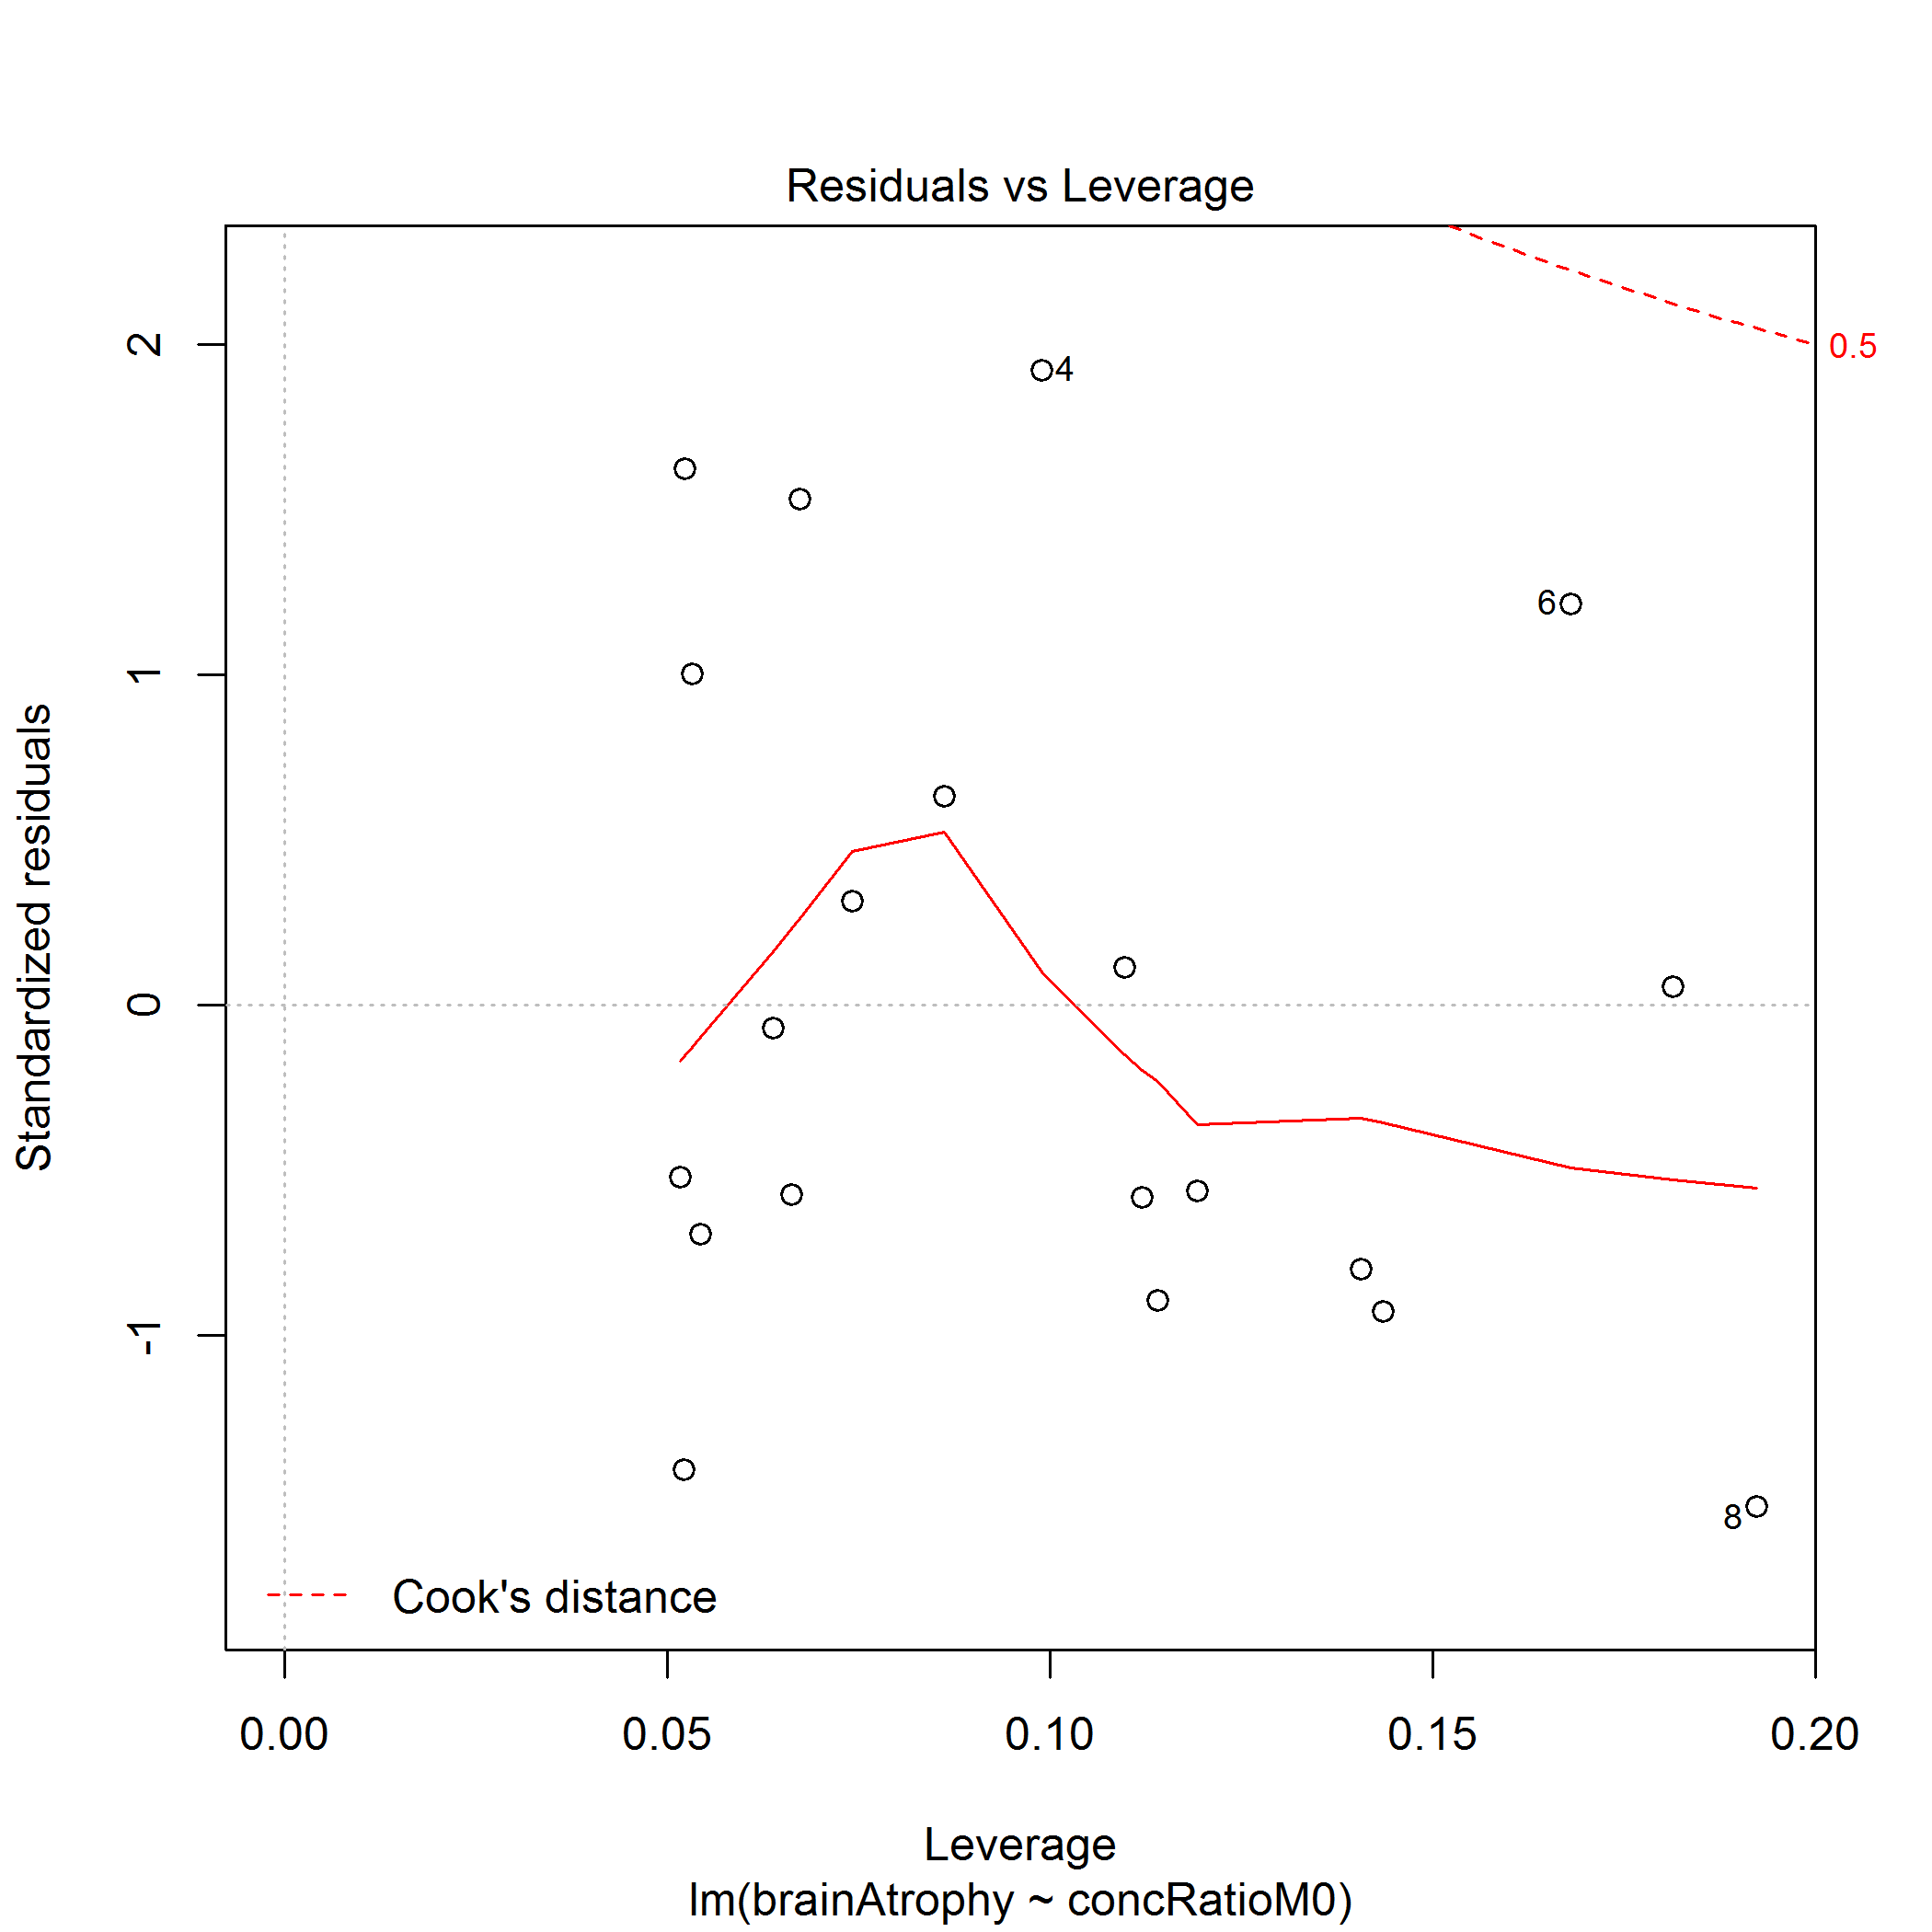 Residuals vs Leverage
Standardized residuals
2
1
0
-1
4
6
8
0.5
Cook's distance
0.00 0.05 0.10 0.15 0.20
Leverage
lm(brainAtrophy ~ concRatioM0)